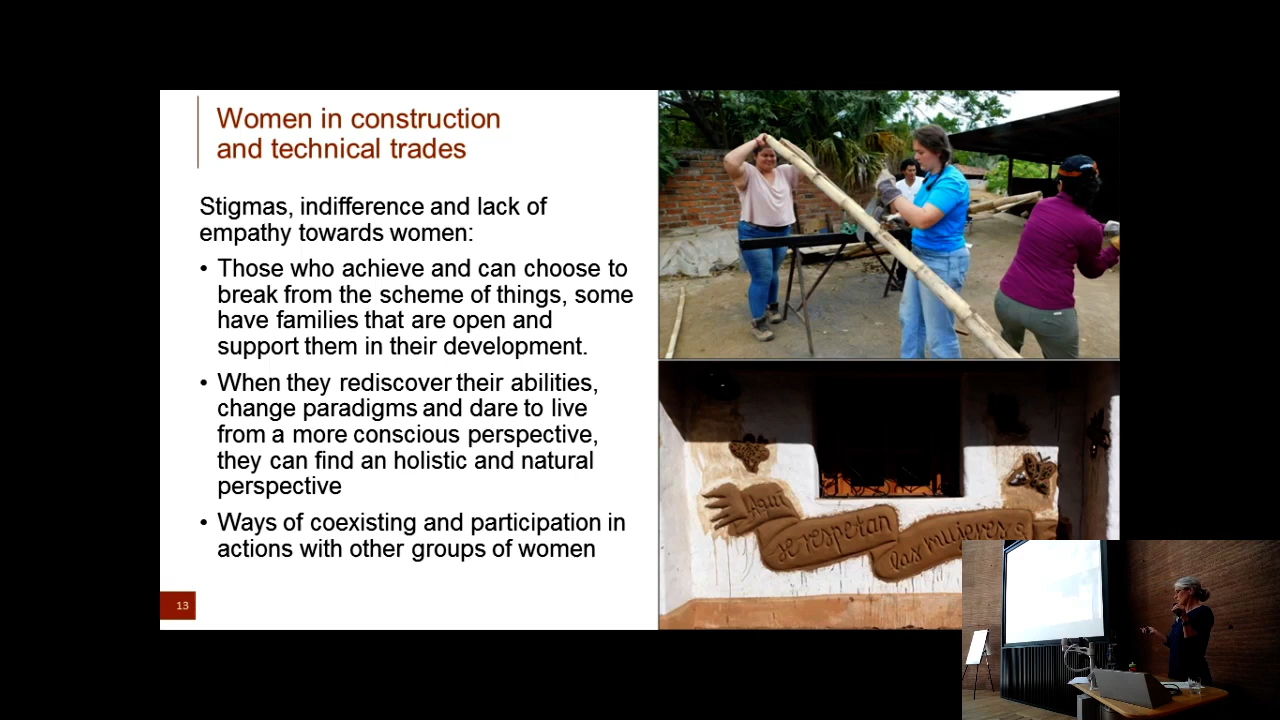 Women in construction
and technical trades
Stigmas, indifference and lack of
empathy towards women:
• Those who achieve and can choose to
break from the scheme of things, some
have families that are open and
support them in their development.
• When they rediscover their abilities,
change paradigms and dare to live
from a more conscious perspective,
they can find an holistic and natural
perspective
• Ways of coexisting and participation in
actions with other groups of women
13
Aquí
se respetan
las mujeres